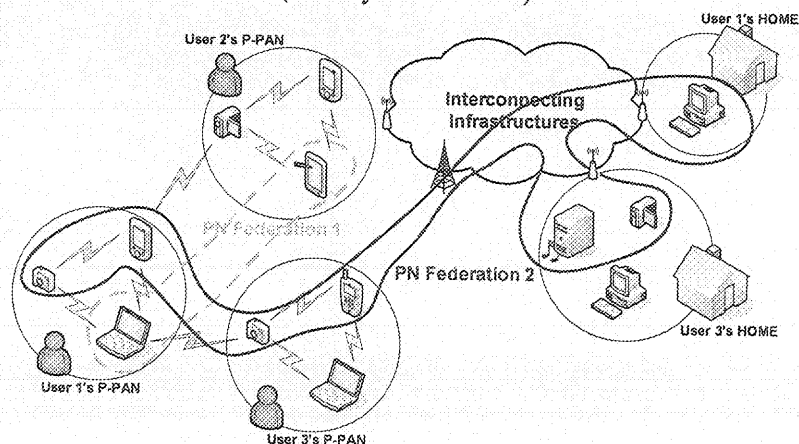 User 1's HOME
User 2's P-PAN
Interconnecting
Infrastructures
PN Federation 1
PN Federation 2
User 3's HOME
User 1's P-PAN
User 3's P-PAN